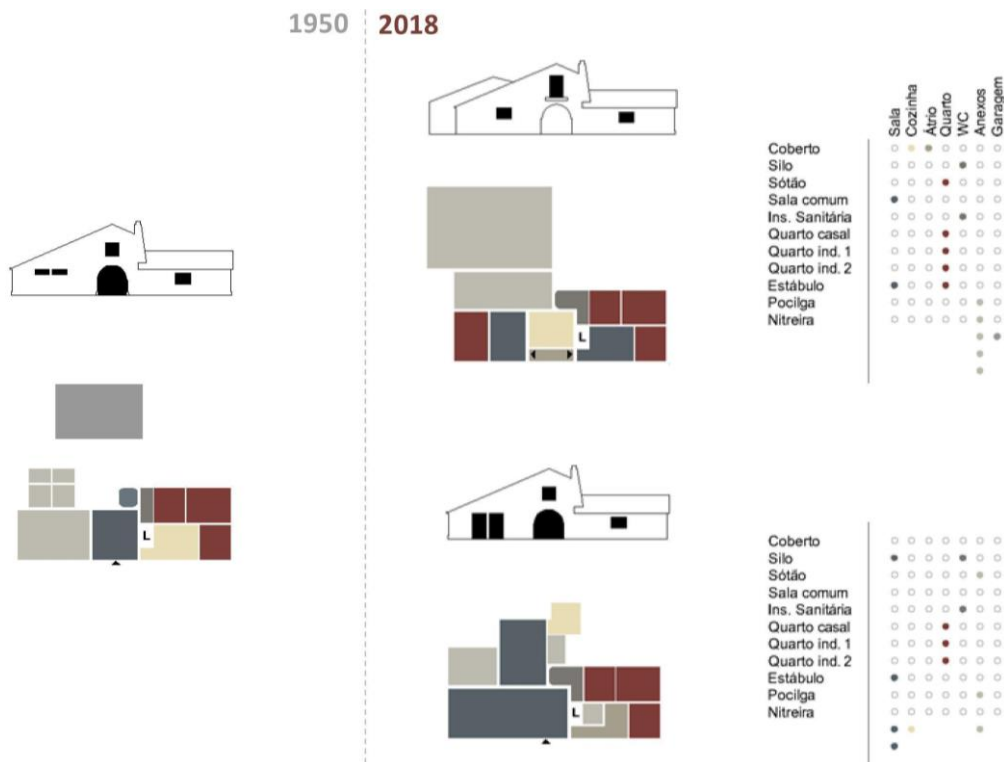 1950 2018
Sala
Cozinha
Átrio
Quarto
WC
Anexos
Garagem
Coberto
Silo
Sótão
Sala comum
Ins. Sanitária
Quarto casal
Quarto ind. 1
Quarto ind. 2
Estábulo
Pocilga
Nitreira
L
L
Coberto
Silo
Sótão
Sala comum
Ins. Sanitária
Quarto casal
Quarto ind. 1
Quarto ind. 2
Estábulo
Pocilga
Nitreira
L